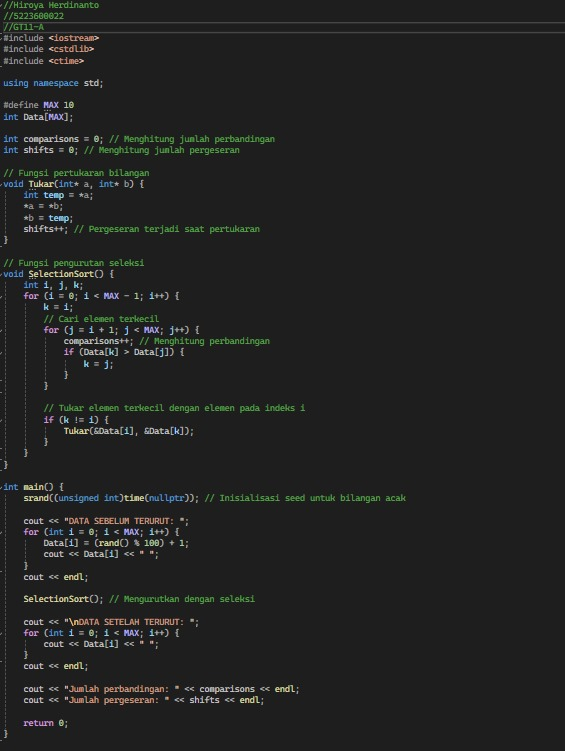 //Hiroya Herdinanto
//5223600022
//GT11-A
#include <iostream>
#include <cstdlib>
#include <ctime>
using namespace std;
#define MAX 10
int Data[MAX];
int comparisons = 0; // Menghitung jumlah perbandingan
int shifts = 0; // Menghitung jumlah pergeseran
// Fungsi pertukaran bilangan
void Tukar(int* a, int* b) {
    int temp = *a;
    *a = *b;
    *b = temp;
    shifts++; // Pergeseran terjadi saat pertukaran
}
// Fungsi pengurutan seleksi
void SelectionSort() {
    int i, j, k;
    for (i = 0; i < MAX - 1; i++) {
        k = i;
        // Cari elemen terkecil
        for (j = i + 1; j < MAX; j++) {
            comparisons++; // Menghitung perbandingan
            if (Data[k] > Data[j]) {
                k = j;
            }
        }
        // Tukar elemen terkecil dengan elemen pada indeks i
        if (k != i) {
            Tukar(&Data[i], &Data[k]);
        }
    }
}
int main() {
    srand((unsigned int)time(nullptr)); // Inisialisasi seed untuk bilangan acak
    cout << "DATA SEBELUM TERURUT: ";
    for (int i = 0; i < MAX; i++) {
        Data[i] = (rand() % 100) + 1;
        cout << Data[i] << " ";
    }
    cout << endl;
    SelectionSort(); // Mengurutkan dengan seleksi
    cout << "\nDATA SETELAH TERURUT: ";
    for (int i = 0; i < MAX; i++) {
        cout << Data[i] << " ";
    }
    cout << endl;
    cout << "Jumlah perbandingan: " << comparisons << endl;
    cout << "Jumlah pergeseran: " << shifts << endl;
    return 0;
}